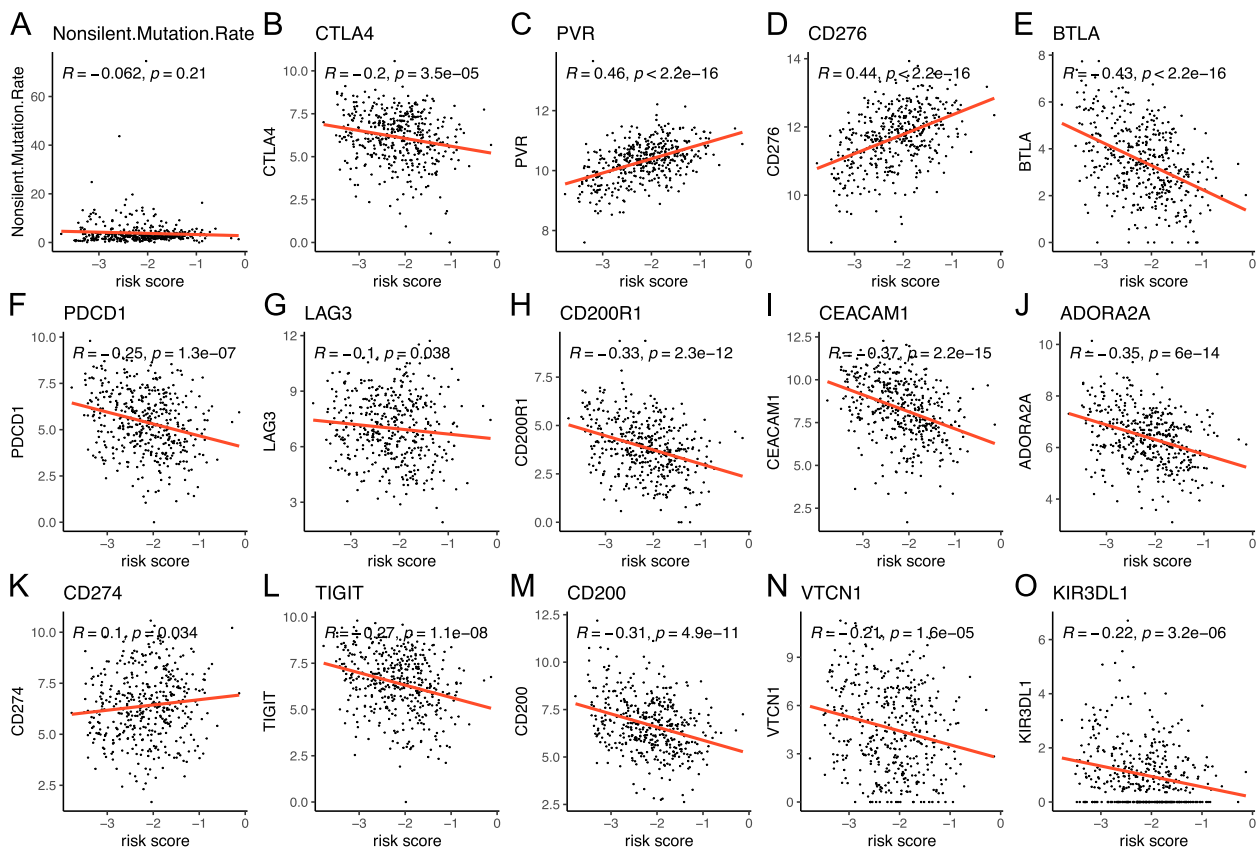 A Nonsilent.Mutation.Rate
R = −0.062, p = 0.21
Nonsilent.Mutation.Rate
60
40
20
0
−3 −2 −1 0
risk score
B CTLA4
R = −0.2, p = 3.5e−05
CTLA4
10.0
7.5
5.0
2.5
0.0
−3 −2 −1 0
risk score
C PVR
R = 0.46, p < 2.2e−16
PVR
12
10
8
−3 −2 −1 0
risk score
D CD276
R = 0.44, p < 2.2e−16
CD276
14
12
10
−3 −2 −1 0
risk score
E BTLA
R = −0.43, p < 2.2e−16
BTLA
8
6
4
2
0
−3 −2 −1 0
risk score
F PDCD1
R = −0.25, p = 1.3e−07
PDCD1
10.0
7.5
5.0
2.5
0.0
−3 −2 −1 0
risk score
G LAG3
R = −0.1, p = 0.038
LAG3
12
9
6
3
−3 −2 −1 0
risk score
H CD200R1
R = −0.33, p = 2.3e−12
CD200R1
7.5
5.0
2.5
0.0
−3 −2 −1 0
risk score
I CEACAM1
R = −0.37, p = 2.2e−15
CEACAM1
10.0
7.5
5.0
2.5
−3 −2 −1 0
risk score
J ADORA2A
R = −0.35, p = 6e−14
ADORA2A
10
8
6
4
−3 −2 −1 0
risk score
K CD274
R = 0.1, p = 0.034
CD274
10.0
7.5
5.0
2.5
−3 −2 −1 0
risk score
L TIGIT
R = −0.27, p = 1.1e−08
TIGIT
10.0
7.5
5.0
2.5
0.0
−3 −2 −1 0
risk score
M CD200
R = −0.31, p = 4.9e−11
CD200
12.5
10.0
7.5
5.0
2.5
−3 −2 −1 0
risk score
N VTCN1
R = −0.21, p = 1.6e−05
VTCN1
9
6
3
0
−3 −2 −1 0
risk score
O KIR3DL1
R = −0.22, p = 3.2e−06
KIR3DL1
6
4
2
0
−3 −2 −1 0
risk score